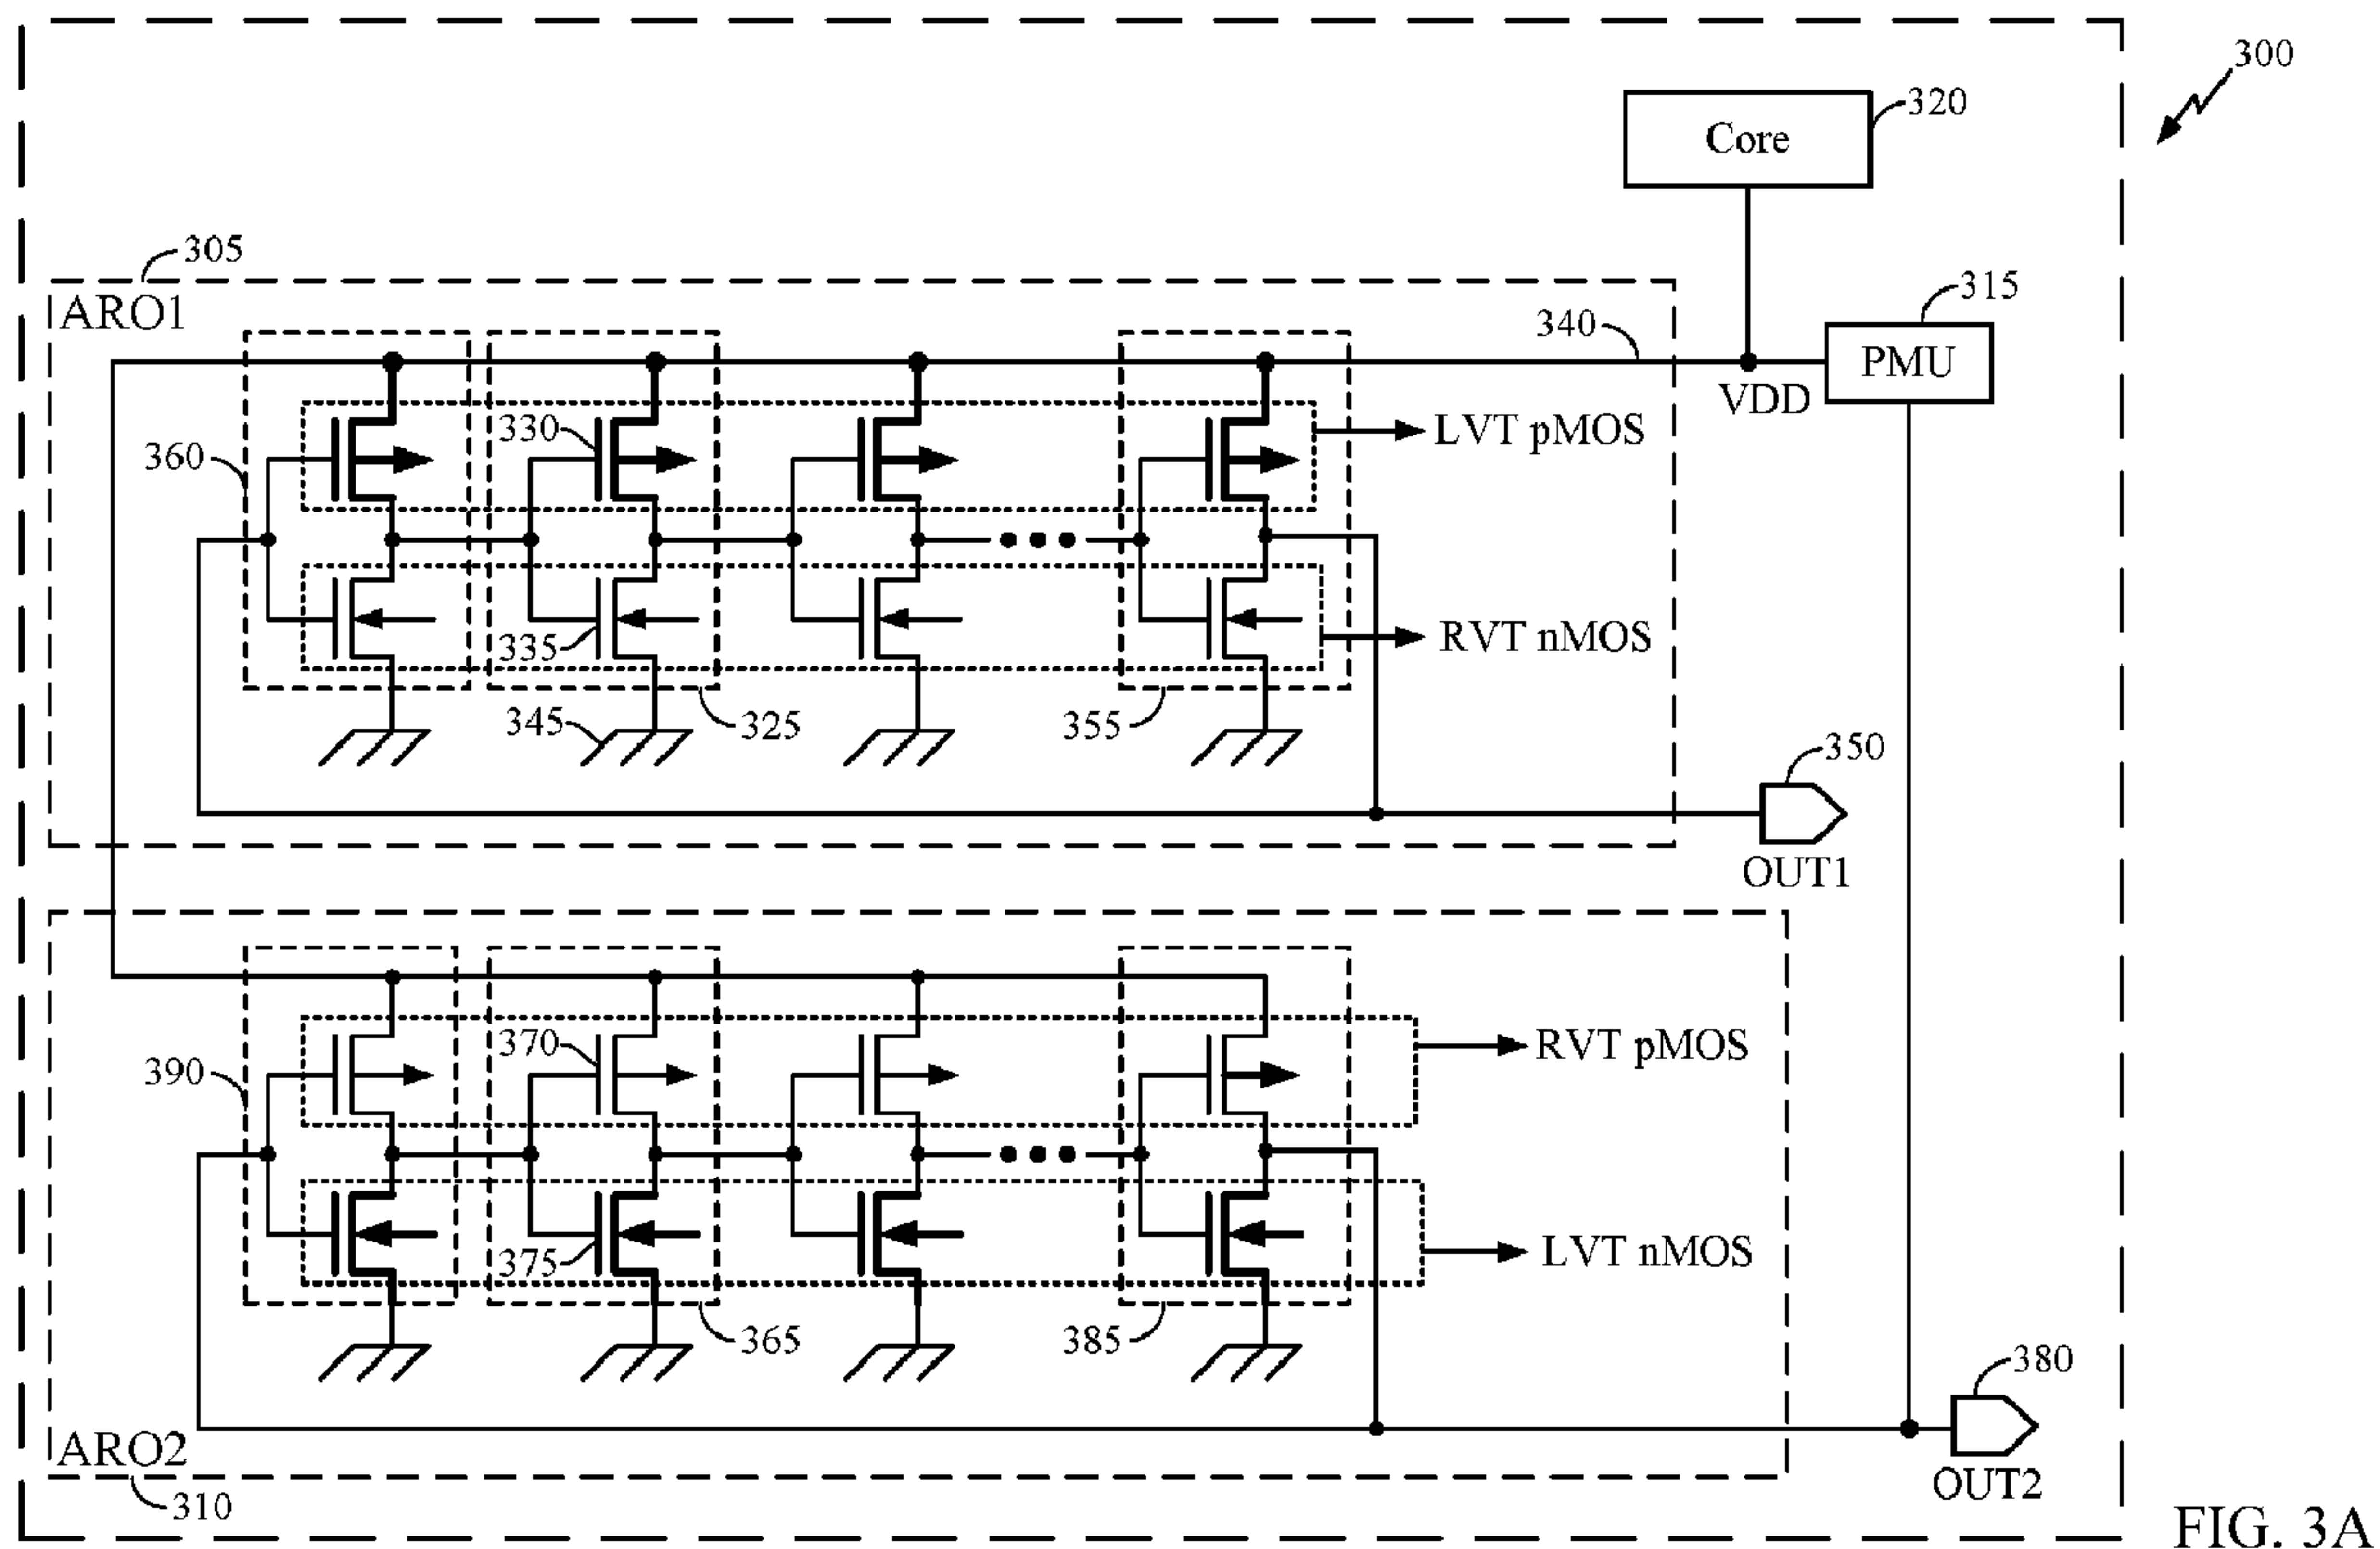 300
Core
320
305
ARO1
340
315
PMU
VDD
330
LVT pMOS
360
335
RVT nMOS
345
325
355
350
OUT1
370
RVT pMOS
390
375
LVT nMOS
365
385
380
OUT2
ARO2
310
FIG. 3A